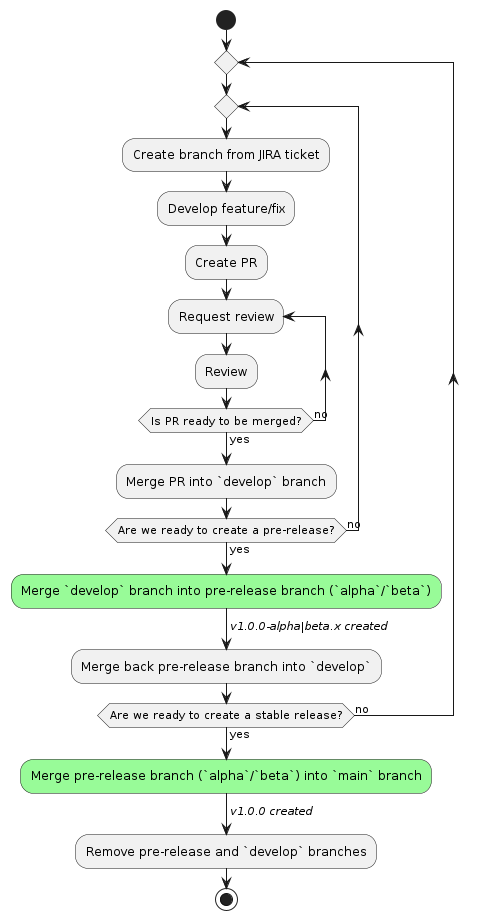 Create branch from JIRA ticket
Develop feature/fix
Create PR
Request review
Review
Is PR ready to be merged?
no
yes
Merge PR into `develop` branch
Are we ready to create a pre-release?
no
yes
Merge `develop` branch into pre-release branch (`alpha`/`beta`)
v1.0.0-alpha|beta.x created
Merge back pre-release branch into `develop`
Are we ready to create a stable release?
no
yes
Merge pre-release branch (`alpha`/`beta`) into `main` branch
v1.0.0 created
Remove pre-release and `develop` branches